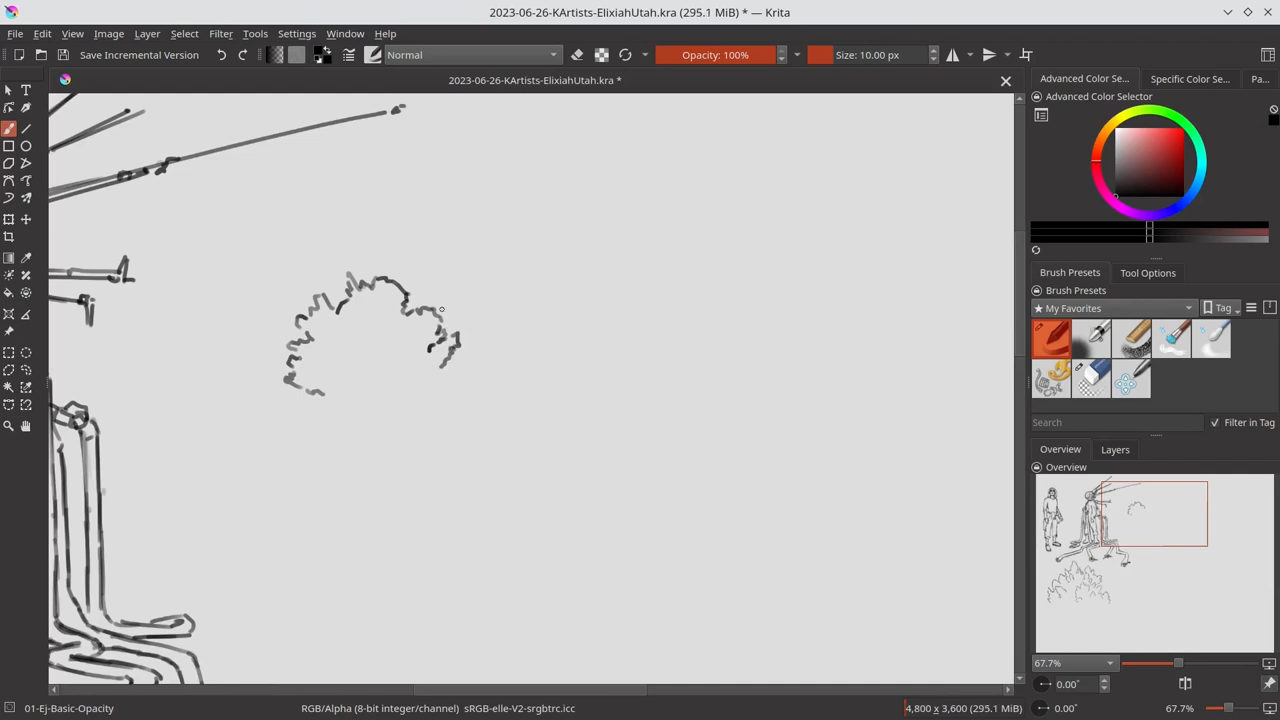 2023-06-26-KArtists-ElixiahUtah.kra (295.1 MiB) * — Krita
File Edit View Image Layer Select Filter Tools Settings Window Help
Save Incremental Version
Normal
Opacity: 100%
Size: 10.00 px
2023-06-26-KArtists-ElixiahUtah.kra *
Advanced Color Se... Specific Color Se... Pa...
Advanced Color Selector
Brush Presets Tool Options
Brush Presets
★ My Favorites
Tag
Search
Filter in Tag
Overview Layers
Overview
67.7%
0.00°
01-Ej-Basic-Opacity
RGB/Alpha (8-bit integer/channel) sRGB-elle-V2-srgbtrc.icc
4,800 x 3,600 (295.1 MiB)
0.00°
67.7%